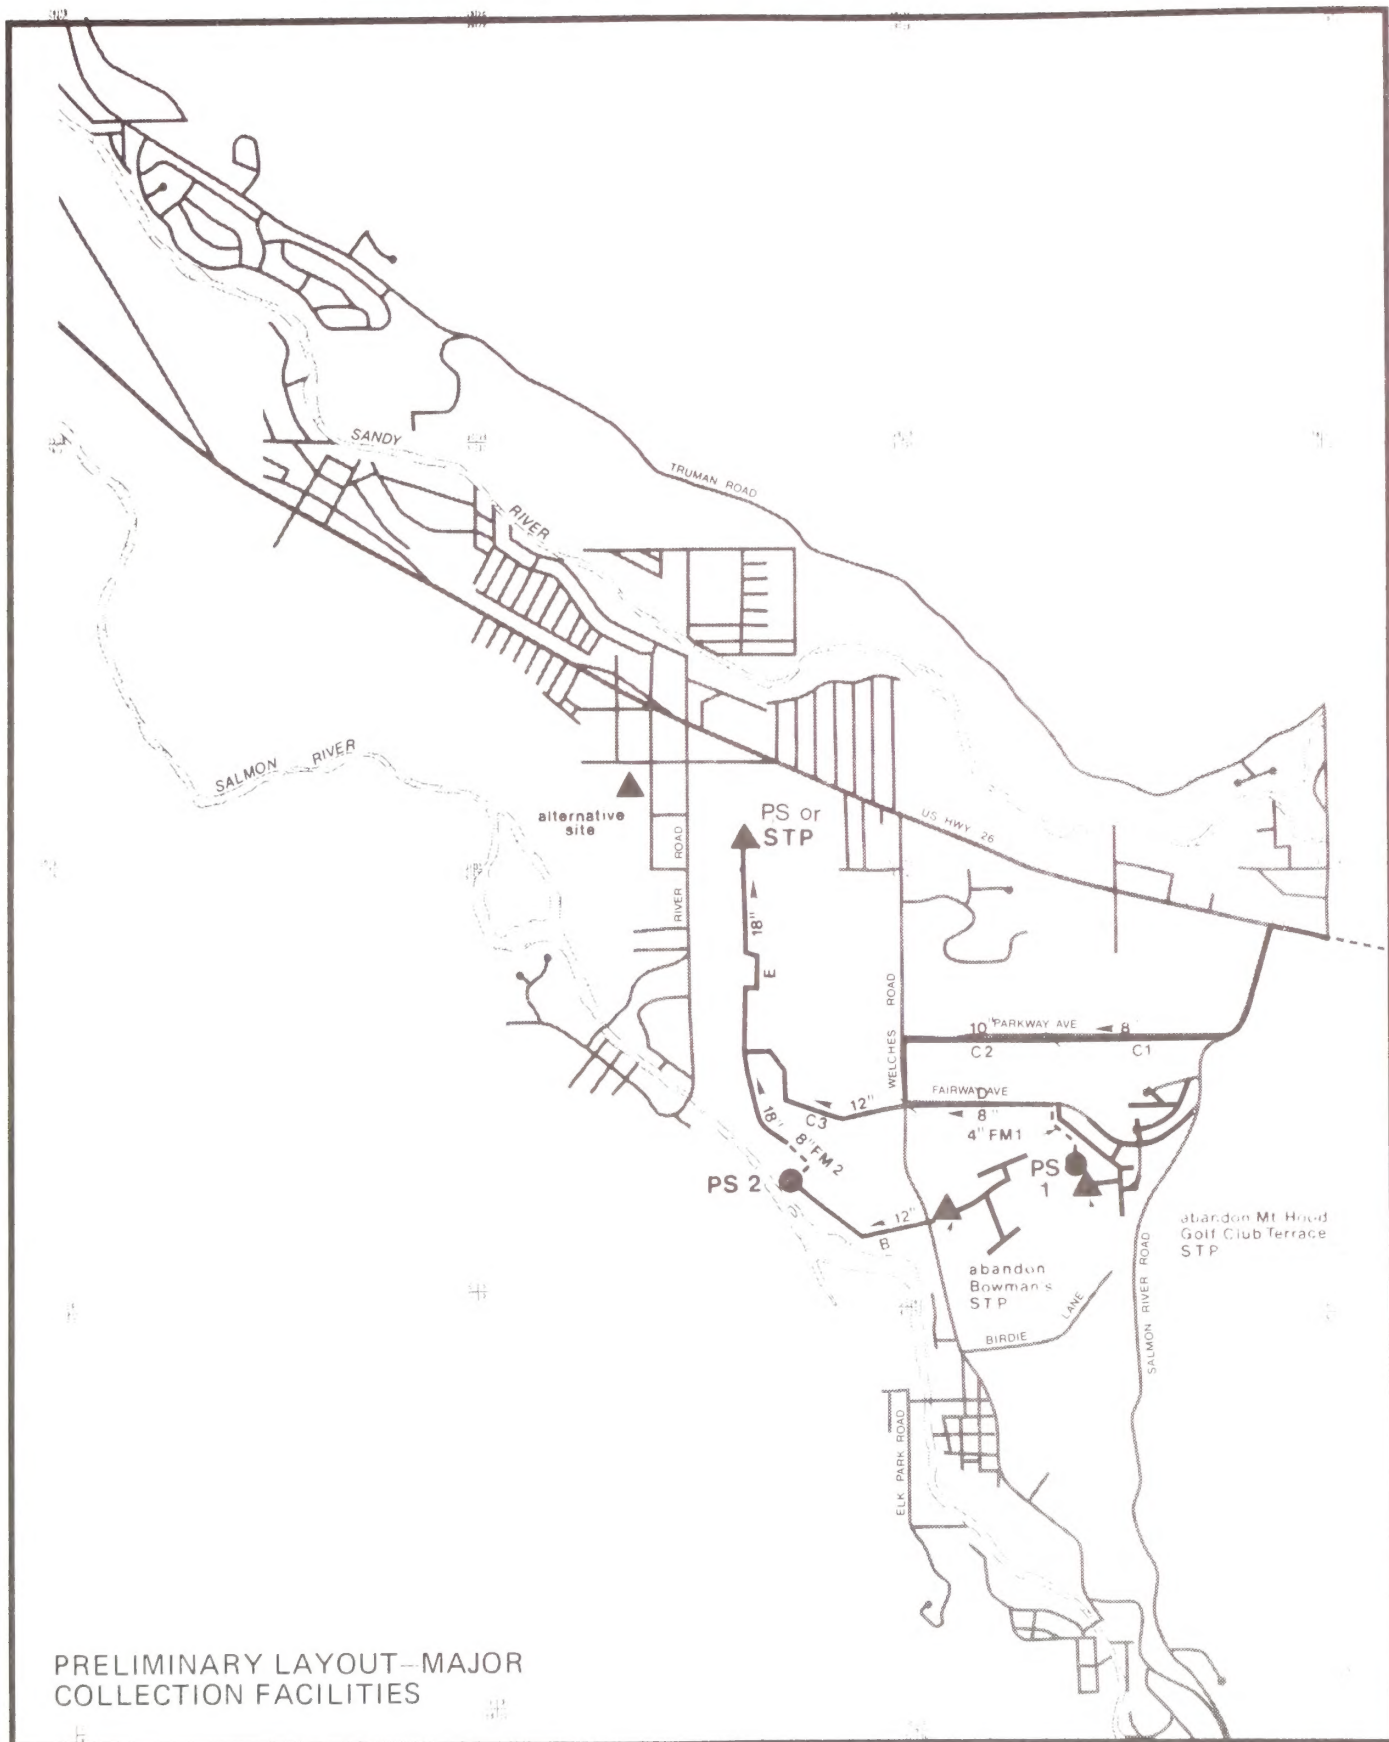 SANDY
RIVER
TRUMAN ROAD
SALMON RIVER
alternative
site
PS or
STP
US HWY 26
RIVER ROAD
18"
E
WELCHES ROAD
10" PARKWAY AVE 8"
C2 C1
FAIRWAY AVE
D
8"
12"
C3
4" FM1
18"
8" FM2
PS 2
PS
1
12"
B
abandon Mt Hood
Golf Club Terrace
STP
abandon
Bowman's
STP
BIRDIE LANE
SALMON RIVER ROAD
ELK PARK ROAD
PRELIMINARY LAYOUT-MAJOR
COLLECTION FACILITIES